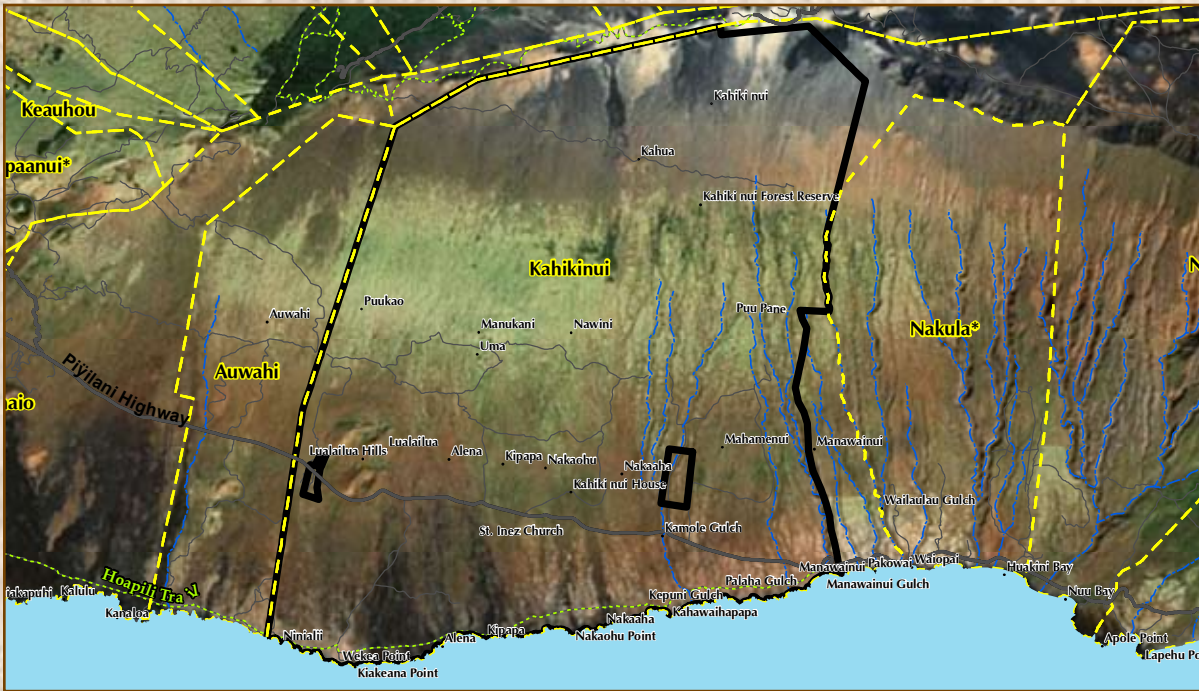 Kahiki nui
Keauhou
Kahua
paanui*
Kahiki nui Forest Reserve
Kahikinui
N
Puukao
Puu Pane
Auwahi
Manukani
Nawini
Nakula*
Uma
Auwahi
Piÿilani Highway
aio
Lualailua
Mahamenui
Manawainui
Lualailua Hills
Alena
Kipapa
Nakaohu
Nakaaha
Kahiki nui House
Wailaulau Gulch
St. Inez Church
Kamole Gulch
Waiopai
Pakowai
Manawainui
Huakini Bay
Hoapili Tra
Palaha Gulch
Manawainui Gulch
akapuhi
Kalulu
Kepuni Gulch
Nuu Bay
Kanaloa
Kahawaihapapa
Nakaaha
Kipapa
Ninialii
Alena
Nakaohu Point
Apole Point
Wekea Point
Lapehu Po
Kiakeana Point